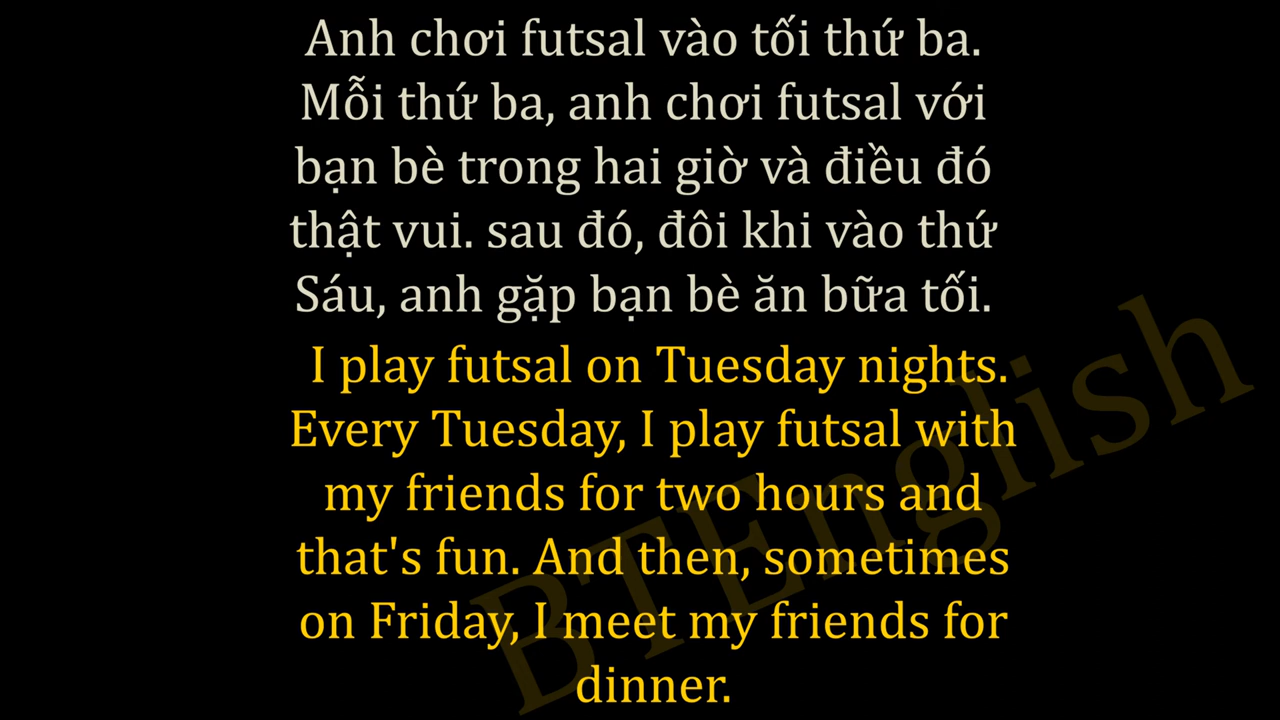 Anh chơi futsal vào tối thứ ba.
Mỗi thứ ba, anh chơi futsal với
bạn bè trong hai giờ và điều đó
thật vui. sau đó, đôi khi vào thứ
Sáu, anh gặp bạn bè ăn bữa tối.
I play futsal on Tuesday nights.
Every Tuesday, I play futsal with
my friends for two hours and
that's fun. And then, sometimes
on Friday, I meet my friends for
dinner.
BTEnglish